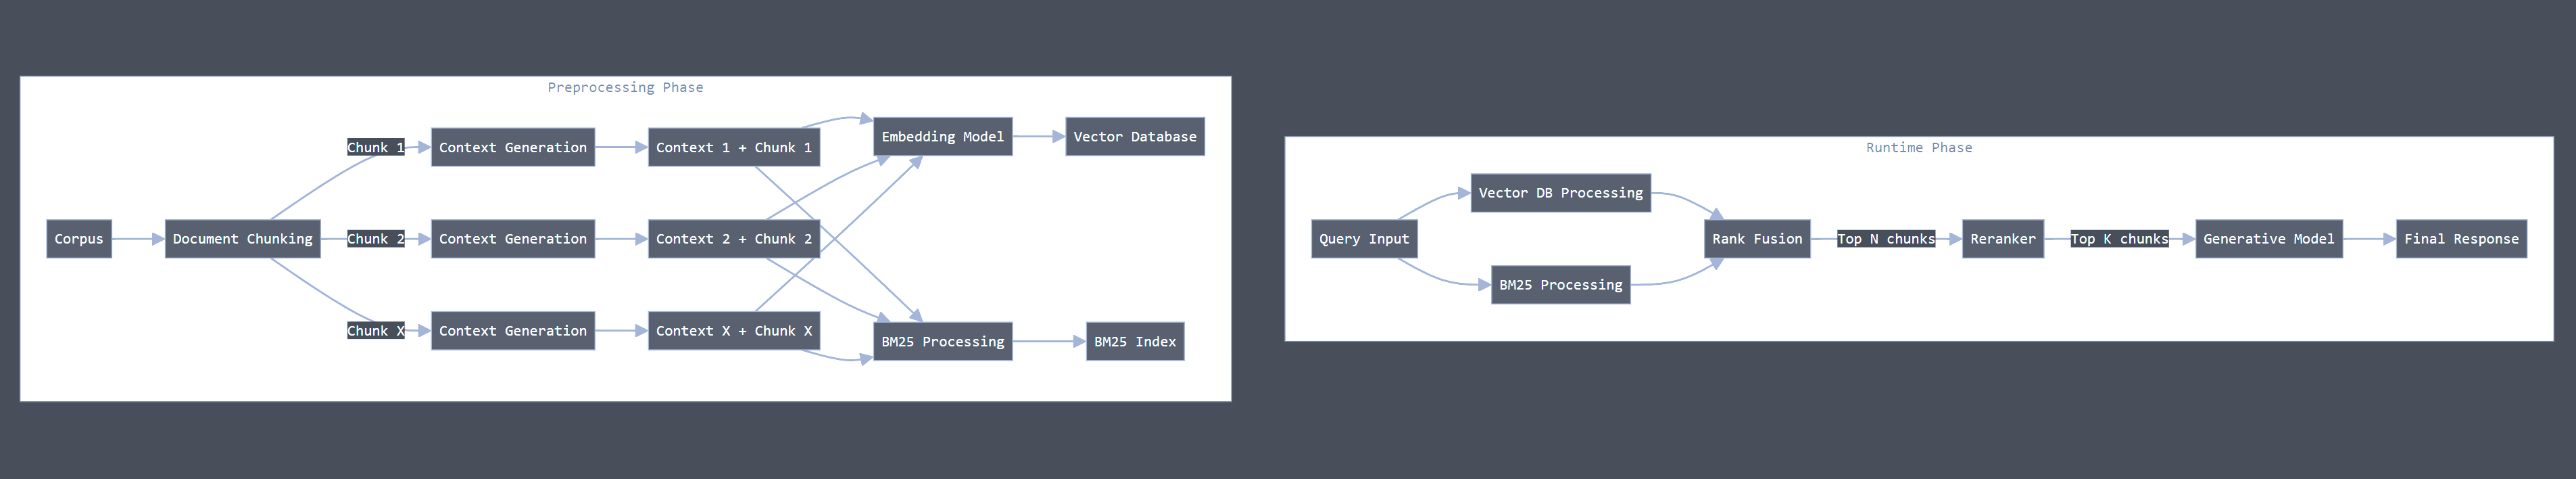 Preprocessing Phase
Corpus
Document Chunking
Chunk 1
Chunk 2
Chunk X
Context Generation
Context Generation
Context Generation
Context 1 + Chunk 1
Context 2 + Chunk 2
Context X + Chunk X
Embedding Model
BM25 Processing
Vector Database
BM25 Index
Runtime Phase
Query Input
Vector DB Processing
BM25 Processing
Rank Fusion
Top N chunks
Reranker
Top K chunks
Generative Model
Final Response